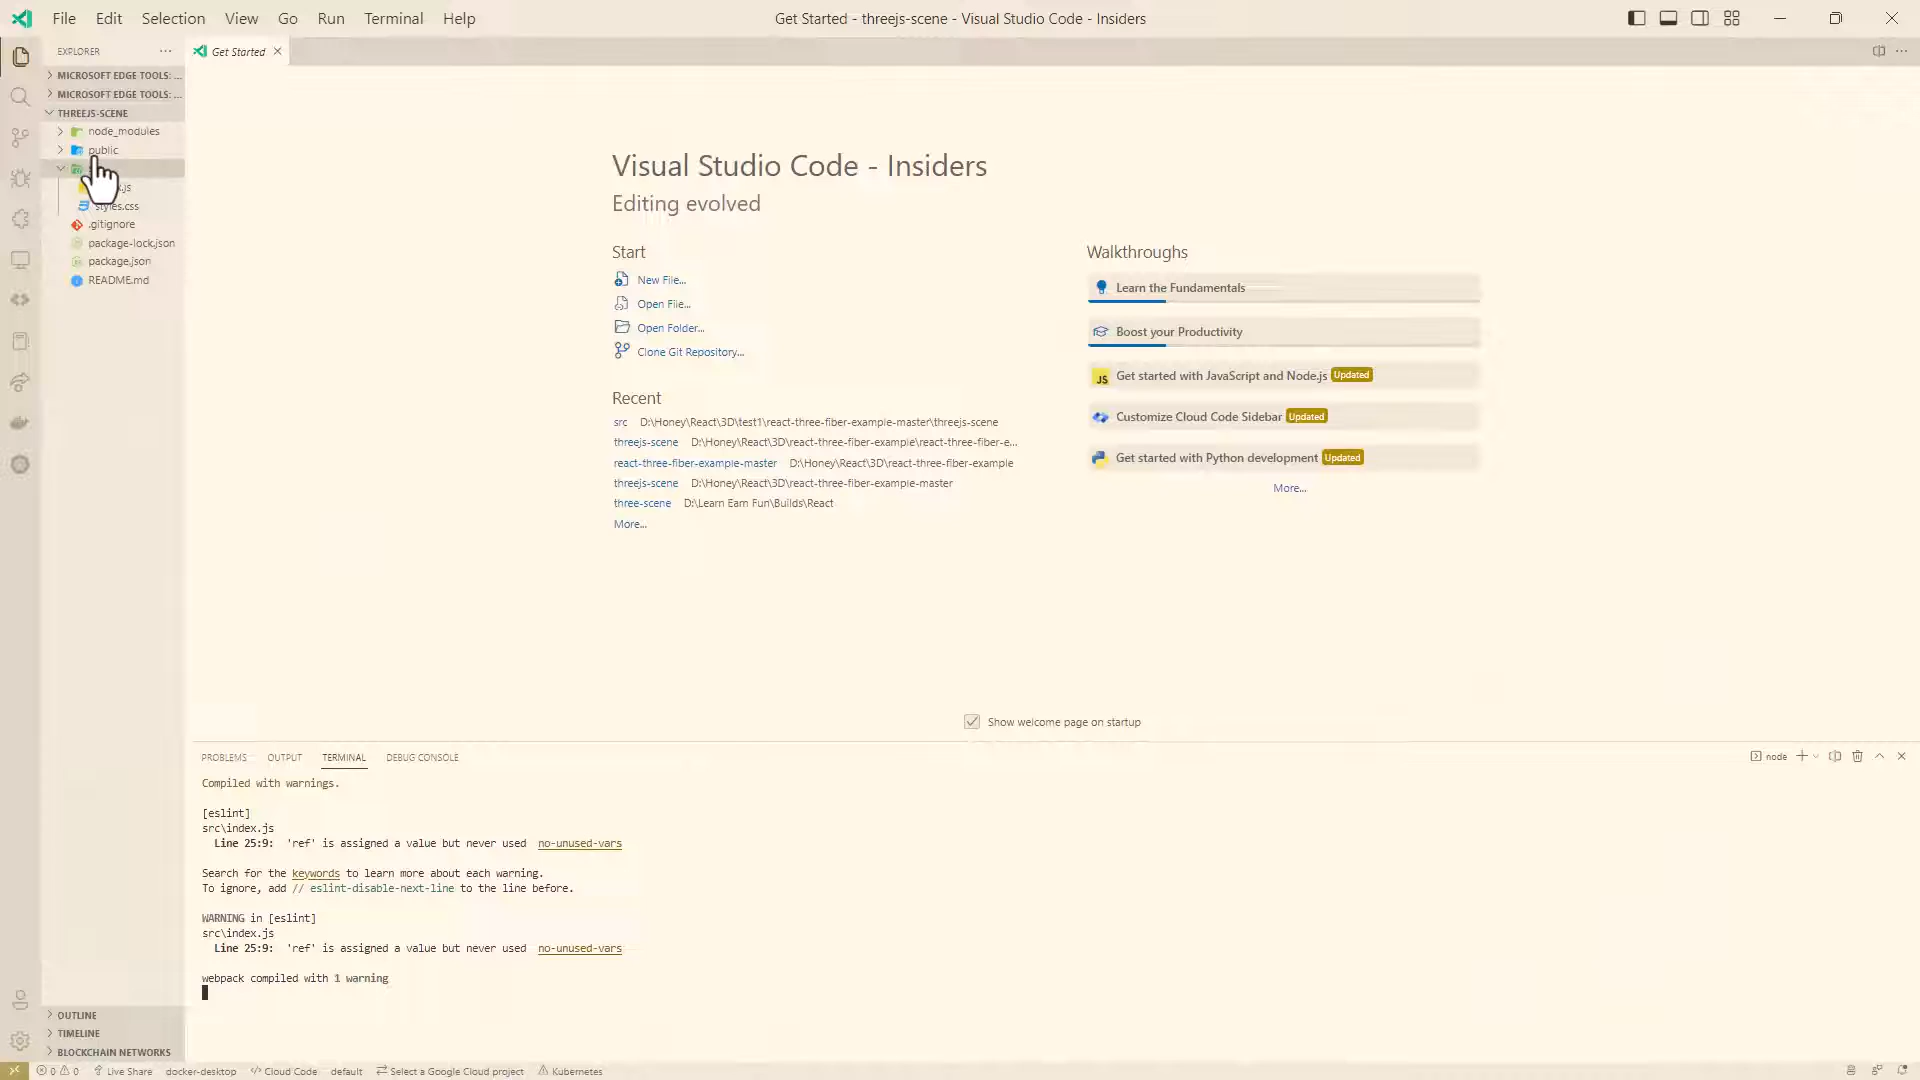 File Edit Selection View Go Run Terminal Help
Get Started - threejs-scene - Visual Studio Code - Insiders
EXPLORER
Get Started
MICROSOFT EDGE TOOLS: ...
MICROSOFT EDGE TOOLS: ...
THREEJS-SCENE
node_modules
public
.js
styles.css
.gitignore
package-lock.json
package.json
README.md
OUTLINE
TIMELINE
BLOCKCHAIN NETWORKS
Visual Studio Code - Insiders
Editing evolved
Start
New File...
Open File...
Open Folder...
Clone Git Repository...
Recent
src D:\Honey\React\3D\test1\react-three-fiber-example-master\threejs-scene
threejs-scene D:\Honey\React\3D\react-three-fiber-example\react-three-fiber-e...
react-three-fiber-example-master D:\Honey\React\3D\react-three-fiber-example
threejs-scene D:\Honey\React\3D\react-three-fiber-example-master
three-scene D:\Learn Earn Fun\Builds\React
More...
Walkthroughs
Learn the Fundamentals
Boost your Productivity
JS Get started with JavaScript and Node.js Updated
Customize Cloud Code Sidebar Updated
Get started with Python development Updated
More...
Show welcome page on startup
PROBLEMS OUTPUT TERMINAL DEBUG CONSOLE
node
Compiled with warnings.
[eslint]
src\index.js
Line 25:9: 'ref' is assigned a value but never used no-unused-vars
Search for the keywords to learn more about each warning.
To ignore, add // eslint-disable-next-line to the line before.
WARNING in [eslint]
src\index.js
Line 25:9: 'ref' is assigned a value but never used no-unused-vars
webpack compiled with 1 warning
0 0 Live Share docker-desktop Cloud Code default Select a Google Cloud project Kubernetes